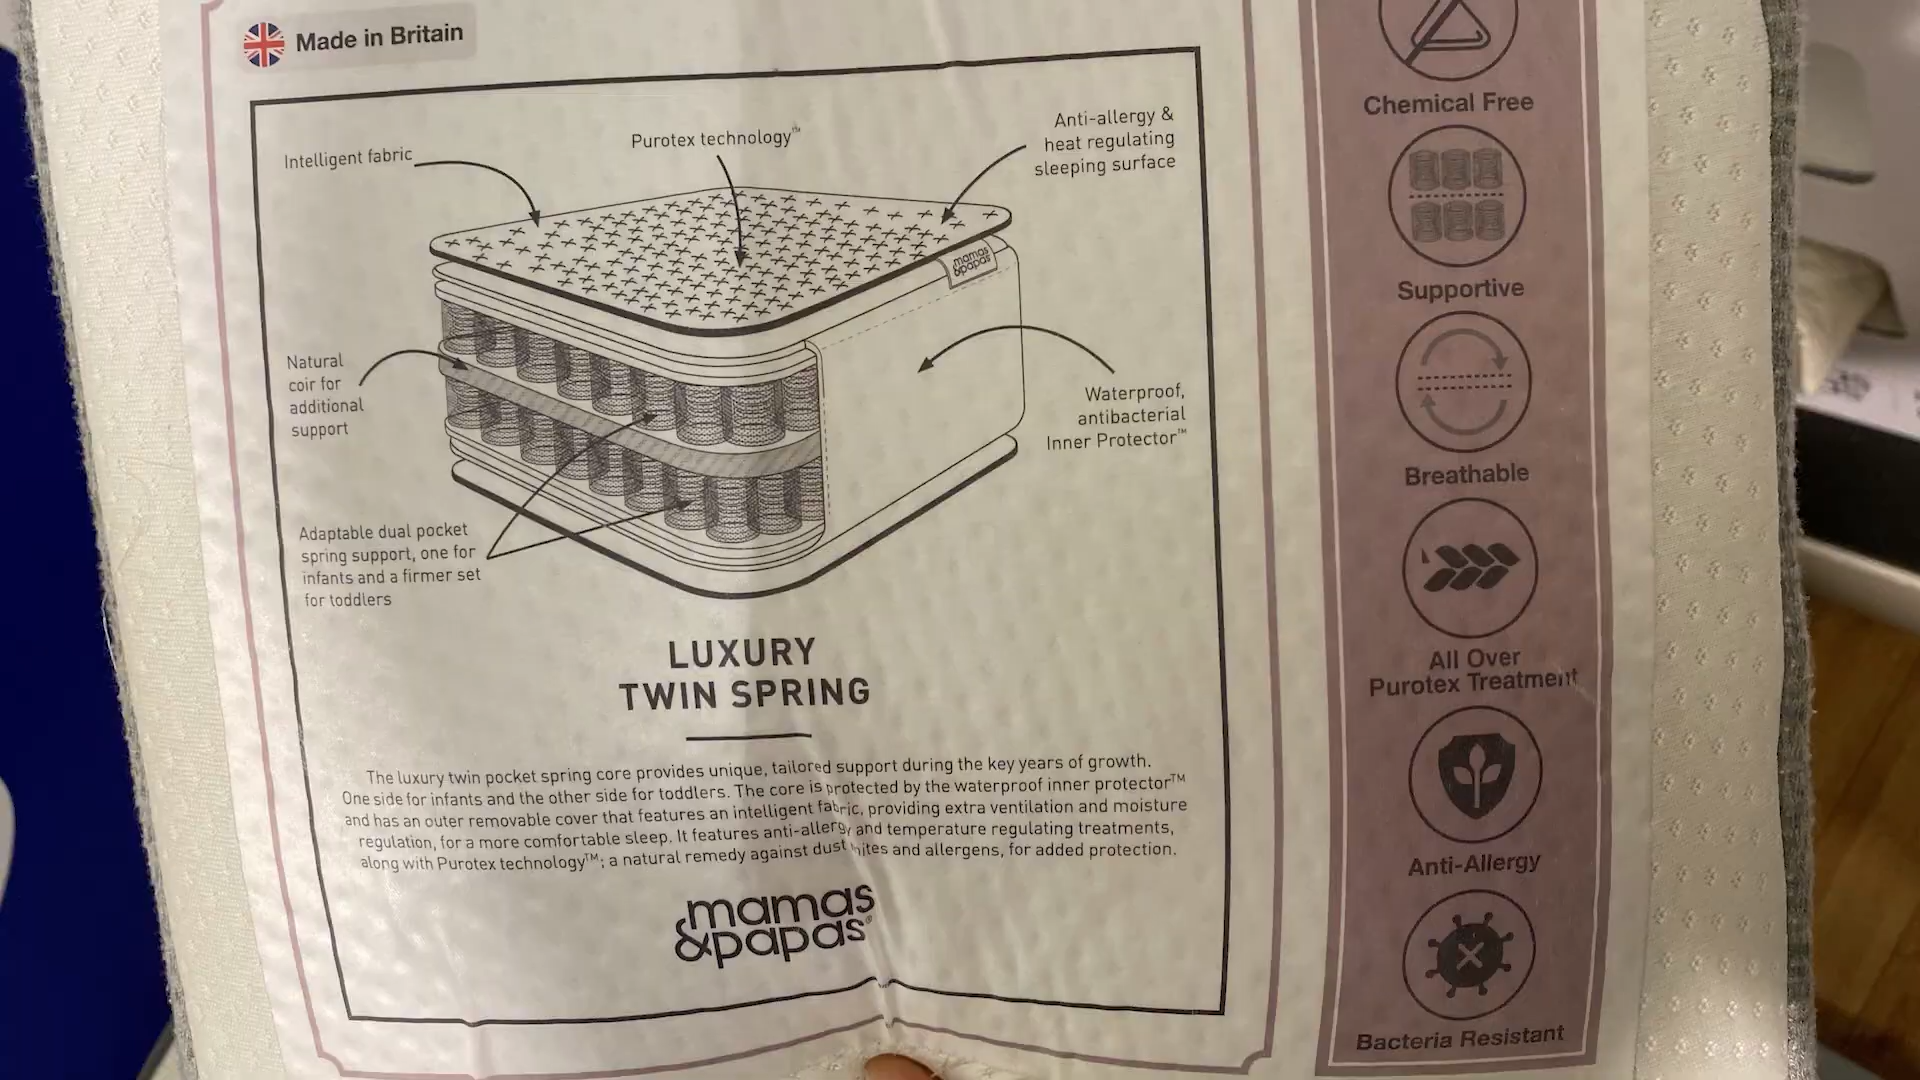 Made in Britain
Intelligent fabric
Purotex technology™
Anti-allergy &
heat regulating
sleeping surface
mamas
&papas
Natural
coir for
additional
support
Waterproof,
antibacterial
Inner Protector™
Adaptable dual pocket
spring support, one for
infants and a firmer set
for toddlers
LUXURY
TWIN SPRING
The luxury twin pocket spring core provides unique, tailored support during the key years of growth.
One side for infants and the other side for toddlers. The core is protected by the waterproof inner protector™
and has an outer removable cover that features an intelligent fabric, providing extra ventilation and moisture
regulation, for a more comfortable sleep. It features anti-allergy and temperature regulating treatments,
along with Purotex technology™; a natural remedy against dust mites and allergens, for added protection.
mamas
&papas®
Chemical Free
Supportive
Breathable
All Over
Purotex Treatment
Anti-Allergy
Bacteria Resistant